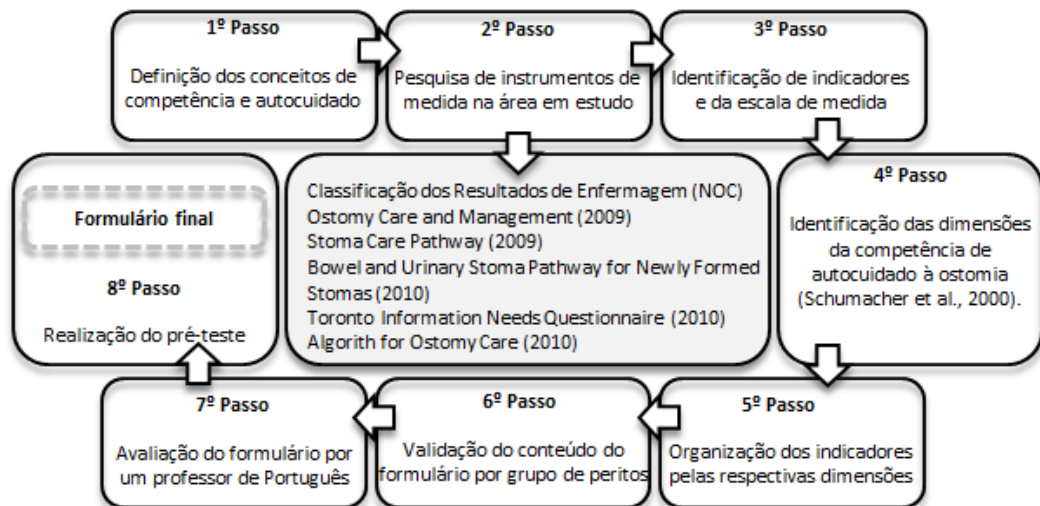 1º Passo
Definição dos conceitos de
competência e autocuidado
2º Passo
Pesquisa de instrumentos de
medida na área em estudo
3º Passo
Identificação de indicadores
e da escala de medida
Classificação dos Resultados de Enfermagem (NOC)
Ostomy Care and Management (2009)
Stoma Care Pathway (2009)
Bowel and Urinary Stoma Pathway for Newly Formed
Stomas (2010)
Toronto Information Needs Questionnaire (2010)
Algorith for Ostomy Care (2010)
4º Passo
Identificação das dimensões
da competência de
autocuidado à ostomia
(Schumacher et al., 2000).
5º Passo
Organização dos indicadores
pelas respectivas dimensões
6º Passo
Validação do conteúdo do
formulário por grupo de peritos
7º Passo
Avaliação do formulário por
um professor de Português
Formulário final
8º Passo
Realização do pré-teste